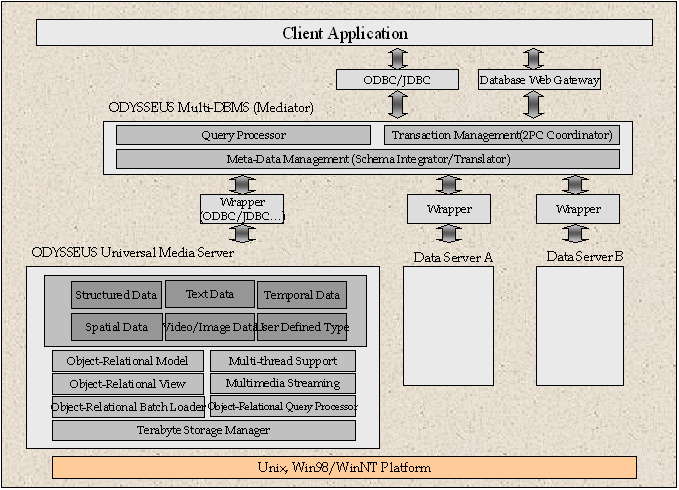 Client Application
ODBC/JDBC
Database Web Gateway
ODYSSEUS Multi-DBMS (Mediator)
Query Processor
Transaction Management(2PC Coordinator)
Meta-Data Management (Schema Integrator/Translator)
Wrapper
(ODBC/JDBC…)
Wrapper
Wrapper
ODYSSEUS Universal Media Server
Data Server A
Data Server B
Structured Data
Text Data
Temporal Data
Spatial Data
Video/Image Data
User Defined Type
Object-Relational Model
Multi-thread Support
Object-Relational View
Multimedia Streaming
Object-Relational Batch Loader
Object-Relational Query Processor
Terabyte Storage Manager
Unix, Win98/WinNT Platform